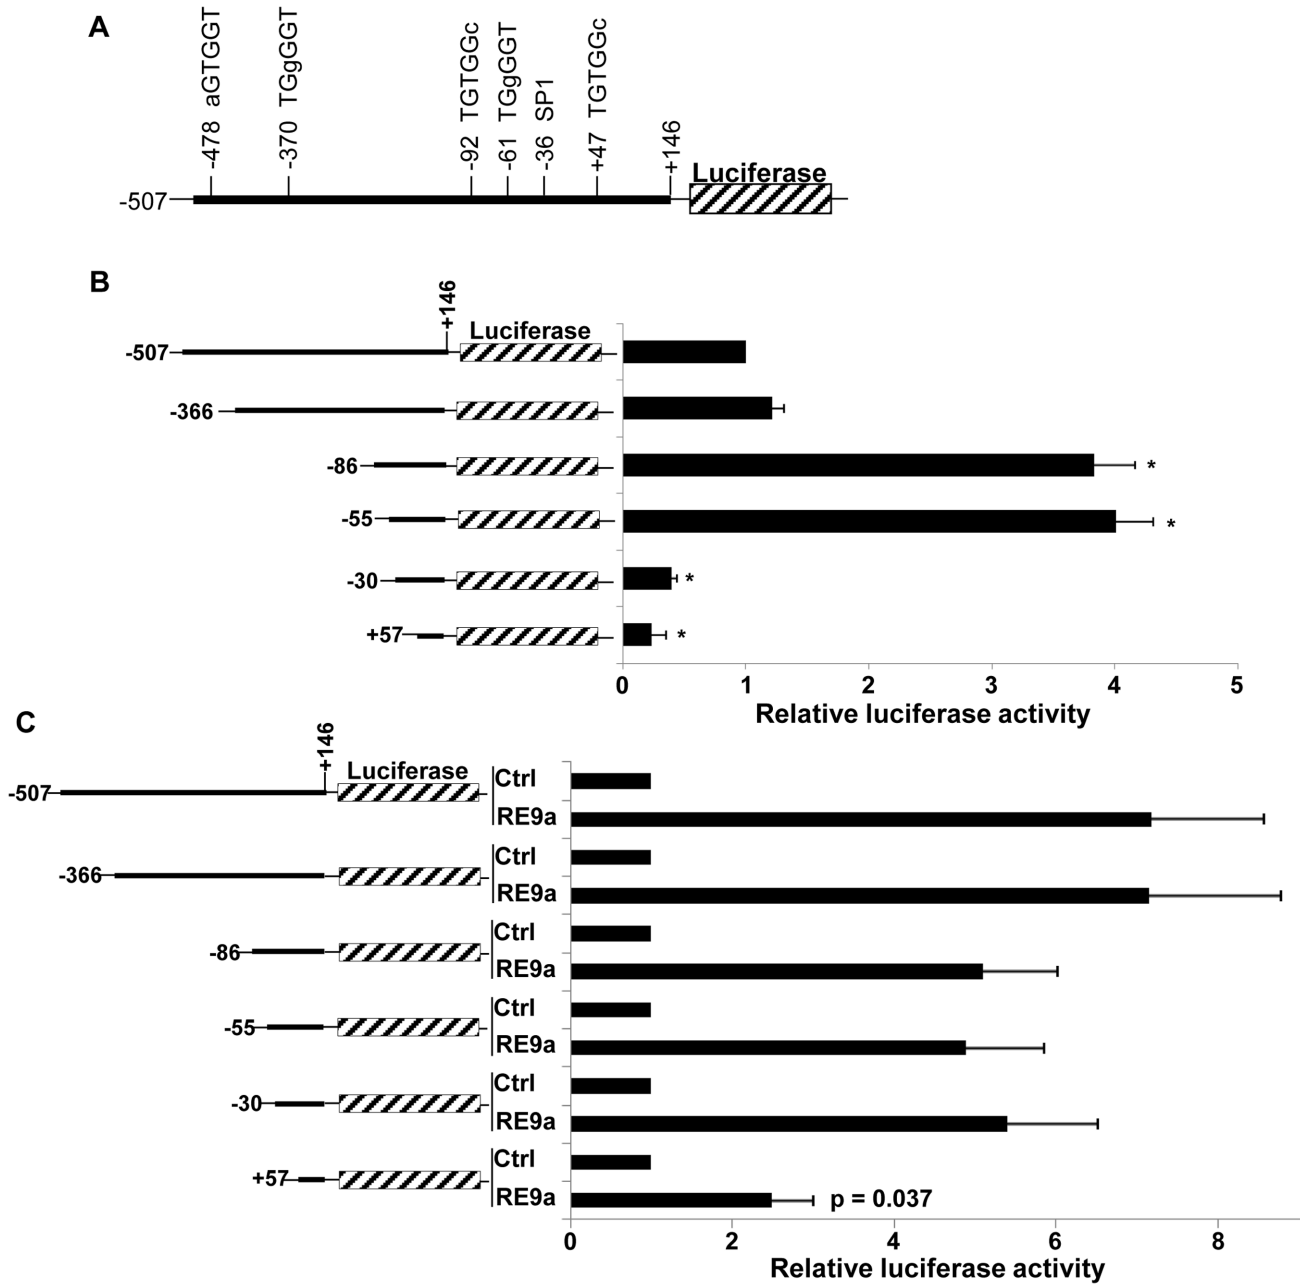 A
-478 aGTGGT
-370 TGgGGT
-92 TGTGGc
-61 TGgGGT
-36 SP1
+47 TGTGGc
+146
Luciferase
-507
B
+146
Luciferase
-507
-366
-86
*
-55
*
-30
*
+57
*
0 1 2 3 4 5
Relative luciferase activity
C
+146
Luciferase
-507
Ctrl
RE9a
-366
Ctrl
RE9a
-86
Ctrl
RE9a
-55
Ctrl
RE9a
-30
Ctrl
RE9a
+57
Ctrl
RE9a
p = 0.037
0 2 4 6 8
Relative luciferase activity